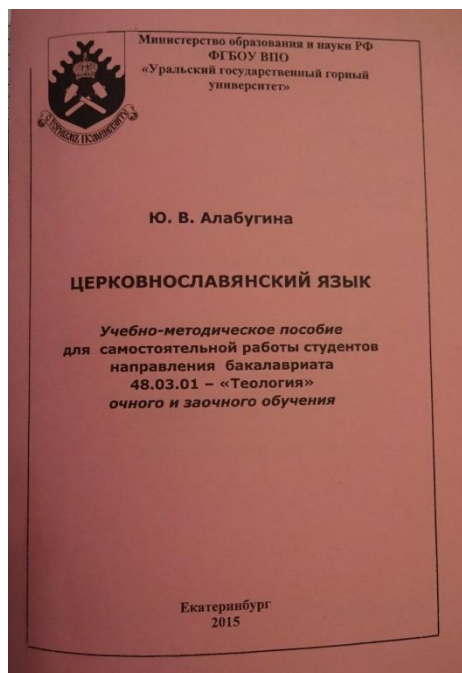 Министерство образования и науки РФ
ФГБОУ ВПО
«Уральский государственный горный
университет»
Ю. В. Алабугина
ЦЕРКОВНОСЛАВЯНСКИЙ ЯЗЫК
Учебно-методическое пособие
для самостоятельной работы студентов
направления бакалавриата
48.03.01 – «Теология»
очного и заочного обучения
Екатеринбург
2015